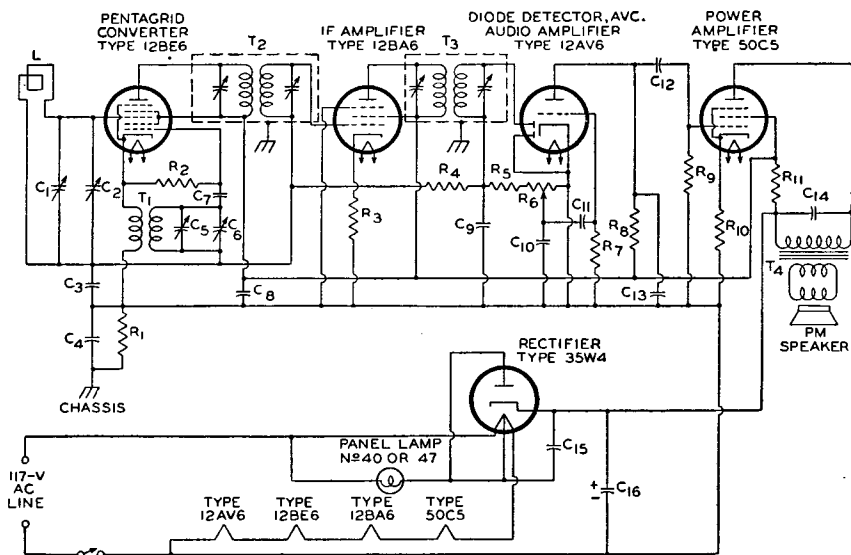 PENTAGRID
CONVERTER
TYPE 12BE6
T2
IF AMPLIFIER
TYPE 12BA6
T3
DIODE DETECTOR, AVC.
AUDIO AMPLIFIER
TYPE 12AV6
POWER
AMPLIFIER
TYPE 50C5
L
C12
C1
C2
R2
C7
T1
C5
C6
R3
R4
R5
R6
C9
C10
C11
R7
R8
R9
R10
R11
C14
T4
C3
C8
C13
C4
R1
CHASSIS
PM
SPEAKER
RECTIFIER
TYPE 35W4
PANEL LAMP
No 40 OR 47
C15
C16
+
-
117-V
AC
LINE
TYPE
12AV6
TYPE
12BE6
TYPE
12BA6
TYPE
50C5